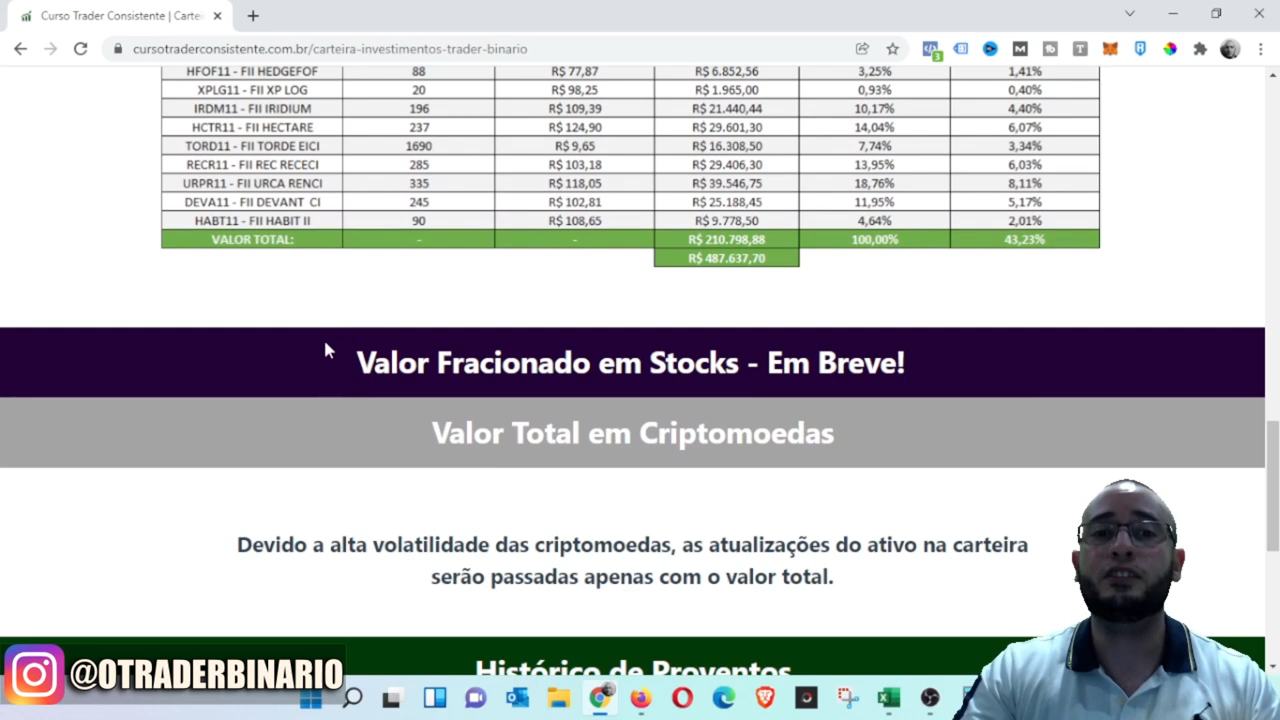 Curso Trader Consistente | Carte
cursotraderconsistente.com.br/carteira-investimentos-trader-binario
3
HFOF11 - FII HEDGEFOF 88 R$ 77,87 R$ 6.852,56 3,25% 1,41%
XPLG11 - FII XP LOG 20 R$ 98,25 R$ 1.965,00 0,93% 0,40%
IRDM11 - FII IRIDIUM 196 R$ 109,39 R$ 21.440,44 10,17% 4,40%
HCTR11 - FII HECTARE 237 R$ 124,90 R$ 29.601,30 14,04% 6,07%
TORD11 - FII TORDE EICI 1690 R$ 9,65 R$ 16.308,50 7,74% 3,34%
RECR11 - FII REC RECECI 285 R$ 103,18 R$ 29.406,30 13,95% 6,03%
URPR11 - FII URCA RENCI 335 R$ 118,05 R$ 39.546,75 18,76% 8,11%
DEVA11 - FII DEVANT CI 245 R$ 102,81 R$ 25.188,45 11,95% 5,17%
HABT11 - FII HABIT II 90 R$ 108,65 R$ 9.778,50 4,64% 2,01%
VALOR TOTAL: - - R$ 210.798,88 100,00% 43,23%
R$ 487.637,70
Valor Fracionado em Stocks - Em Breve!
Valor Total em Criptomoedas
Devido a alta volatilidade das criptomoedas, as atualizações do ativo na carteira
serão passadas apenas com o valor total.
Histórico de Proventos
@OTRADERBINARIO